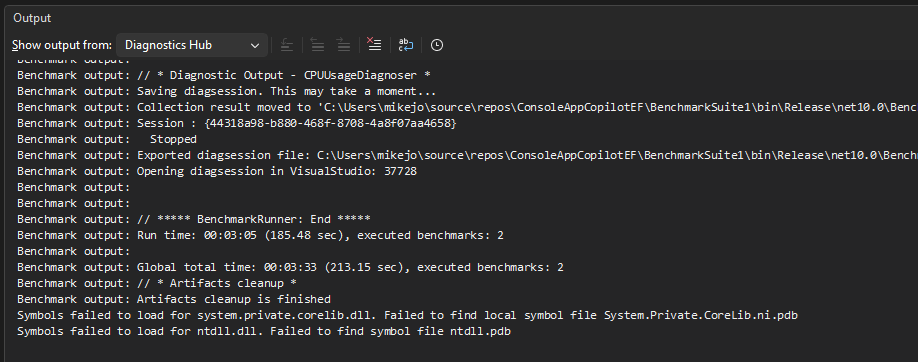 Output
Show output from: Diagnostics Hub
Benchmark output:
Benchmark output: // * Diagnostic Output - CPUUsageDiagnoser *
Benchmark output: Saving diagsession. This may take a moment...
Benchmark output: Collection result moved to 'C:\Users\mikejo\source\repos\ConsoleAppCopilotEF\BenchmarkSuite1\bin\Release\net10.0\Benc
Benchmark output: Session : {44318a98-b880-468f-8708-4a8f07aa4658}
Benchmark output:   Stopped
Benchmark output: Exported diagsession file: C:\Users\mikejo\source\repos\ConsoleAppCopilotEF\BenchmarkSuite1\bin\Release\net10.0\Bench
Benchmark output: Opening diagsession in VisualStudio: 37728
Benchmark output:
Benchmark output:
Benchmark output: // ***** BenchmarkRunner: End *****
Benchmark output: Run time: 00:03:05 (185.48 sec), executed benchmarks: 2
Benchmark output:
Benchmark output: Global total time: 00:03:33 (213.15 sec), executed benchmarks: 2
Benchmark output: // * Artifacts cleanup *
Benchmark output: Artifacts cleanup is finished
Symbols failed to load for system.private.corelib.dll. Failed to find local symbol file System.Private.CoreLib.ni.pdb
Symbols failed to load for ntdll.dll. Failed to find symbol file ntdll.pdb